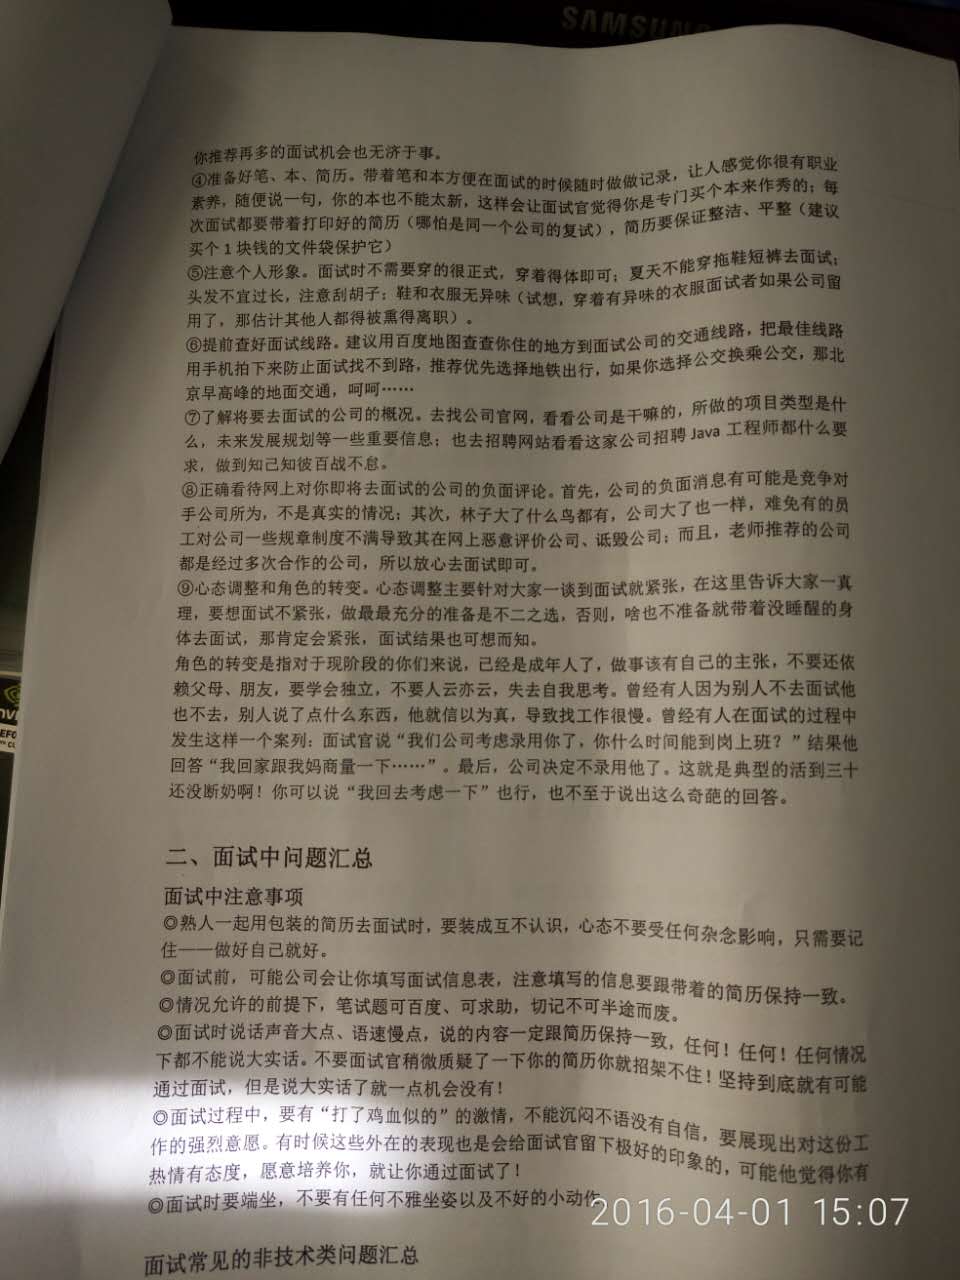 SAMSUNG
你推荐再多的面试机会也无济于事。
④准备好笔、本、简历。带着笔和本方便在面试的时候随时做做记录，让人感觉你很有职业
素养，随便说一句，你的本也不能太新，这样会让面试官觉得你是专门买个本来作秀的；每
次面试都要带着打印好的简历（哪怕是同一个公司的复试），简历要保证整洁、平整（建议
买个1块钱的文件袋保护它）
⑤注意个人形象。面试时不需要穿的很正式，穿着得体即可；夏天不能穿拖鞋短裤去面试；
头发不宜过长，注意刮胡子；鞋和衣服无异味（试想，穿着有异味的衣服面试者如果公司留
用了，那估计其他人都得被熏得离职）。
⑥提前查好面试线路。建议用百度地图查查你住的地方到面试公司的交通线路，把最佳线路
用手机拍下来防止面试找不到路，推荐优先选择地铁出行，如果你选择公交换乘公交，那北
京早高峰的地面交通，呵呵……
⑦了解将要去面试的公司的概况。去找公司官网，看看公司是干嘛的，所做的项目类型是什
么，未来发展规划等一些重要信息；也去招聘网站看看这家公司招聘 Java 工程师都什么要
求，做到知己知彼百战不怠。
⑧正确看待网上对你即将去面试的公司的负面评论。首先，公司的负面消息有可能是竞争对
手公司所为，不是真实的情况；其次，林子大了什么鸟都有，公司大了也一样，难免有的员
工对公司一些规章制度不满导致其在网上恶意评价公司、诋毁公司；而且，老师推荐的公司
都是经过多次合作的公司，所以放心去面试即可。
⑨心态调整和角色的转变。心态调整主要针对大家一谈到面试就紧张，在这里告诉大家一真
理，要想面试不紧张，做最最充分的准备是不二之选，否则，啥也不准备就带着没睡醒的身
体去面试，那肯定会紧张，面试结果也可想而知。
角色的转变是指对于现阶段的你们来说，已经是成年人了，做事该有自己的主张，不要还依
赖父母、朋友，要学会独立，不要人云亦云，失去自我思考。曾经有人因为别人不去面试他
也不去，别人说了点什么东西，他就信以为真，导致找工作很慢。曾经有人在面试的过程中
发生这样一个案列：面试官说“我们公司考虑录用你了，你什么时间能到岗上班？”结果他
回答“我回家跟我妈商量一下……”。最后，公司决定不录用他了。这就是典型的活到三十
还没断奶啊！你可以说“我回去考虑一下”也行，也不至于说出这么奇葩的回答。
二、面试中问题汇总
面试中注意事项
◎熟人一起用包装的简历去面试时，要装成互不认识，心态不要受任何杂念影响，只需要记
住——做好自己就好。
◎面试前，可能公司会让你填写面试信息表，注意填写的信息要跟带着的简历保持一致。
◎情况允许的前提下，笔试题可百度、可求助，切记不可半途而废。
◎面试时说话声音大点、语速慢点，说的内容一定跟简历保持一致，任何！任何！任何情况
下都不能说大实话。不要面试官稍微质疑了一下你的简历你就招架不住！坚持到底就有可能
通过面试，但是说大实话了就一点机会没有！
◎面试过程中，要有“打了鸡血似的”的激情，不能沉闷不语没有自信，要展现出对这份工
作的强烈意愿。有时候这些外在的表现也是会给面试官留下极好的印象的，可能他觉得你有
热情有态度，愿意培养你，就让你通过面试了！
◎面试时要端坐，不要有任何不雅坐姿以及不好的小动作
2016-04-01 15:07
面试常见的非技术类问题汇总